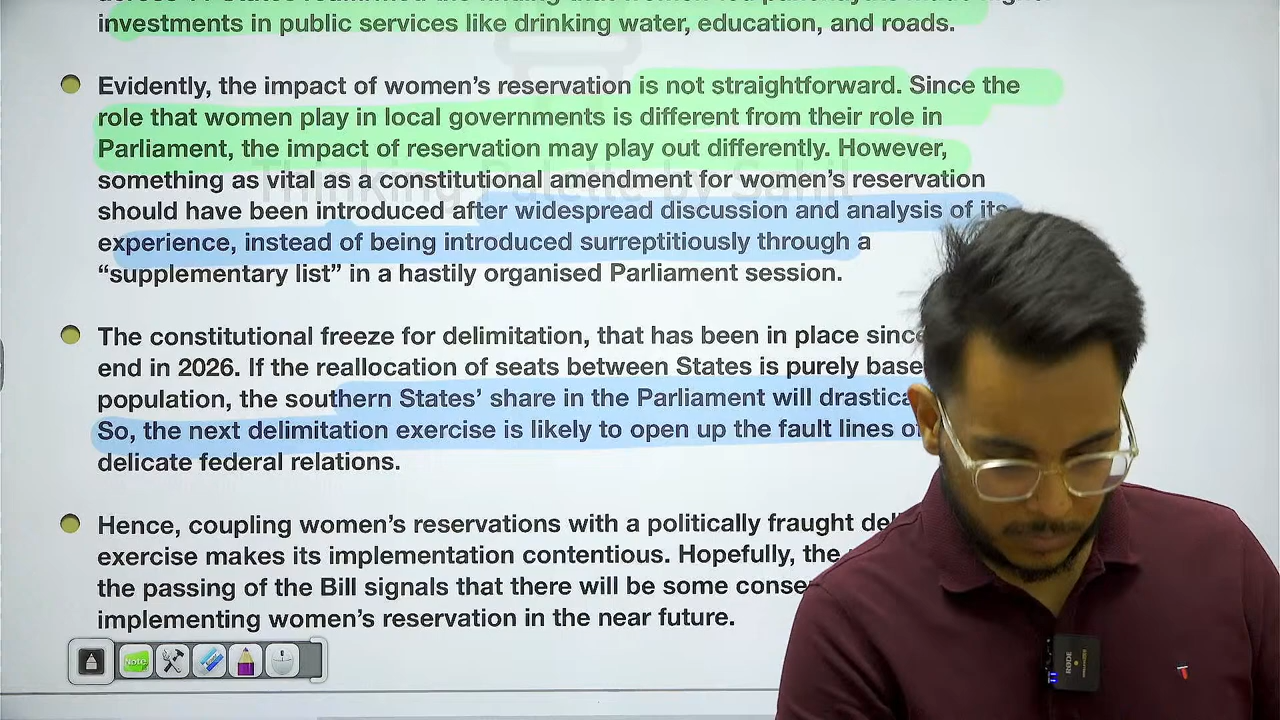 investments in public services like drinking water, education, and roads.
Evidently, the impact of women's reservation is not straightforward. Since the
role that women play in local governments is different from their role in
Parliament, the impact of reservation may play out differently. However,
something as vital as a constitutional amendment for women's reservation
should have been introduced after widespread discussion and analysis of its
experience, instead of being introduced surreptitiously through a
“supplementary list” in a hastily organised Parliament session.
The constitutional freeze for delimitation, that has been in place since
end in 2026. If the reallocation of seats between States is purely
population, the southern States' share in the Parliament will
So, the next delimitation exercise is likely to open up the fault lines of
delicate federal relations.
Hence, coupling women's reservations with a politically fraught
exercise makes its implementation contentious. Hopefully, the
the passing of the Bill signals that there will be some
implementing women's reservation in the near future.
Note
Thinking Palette by Sahil
RØDE